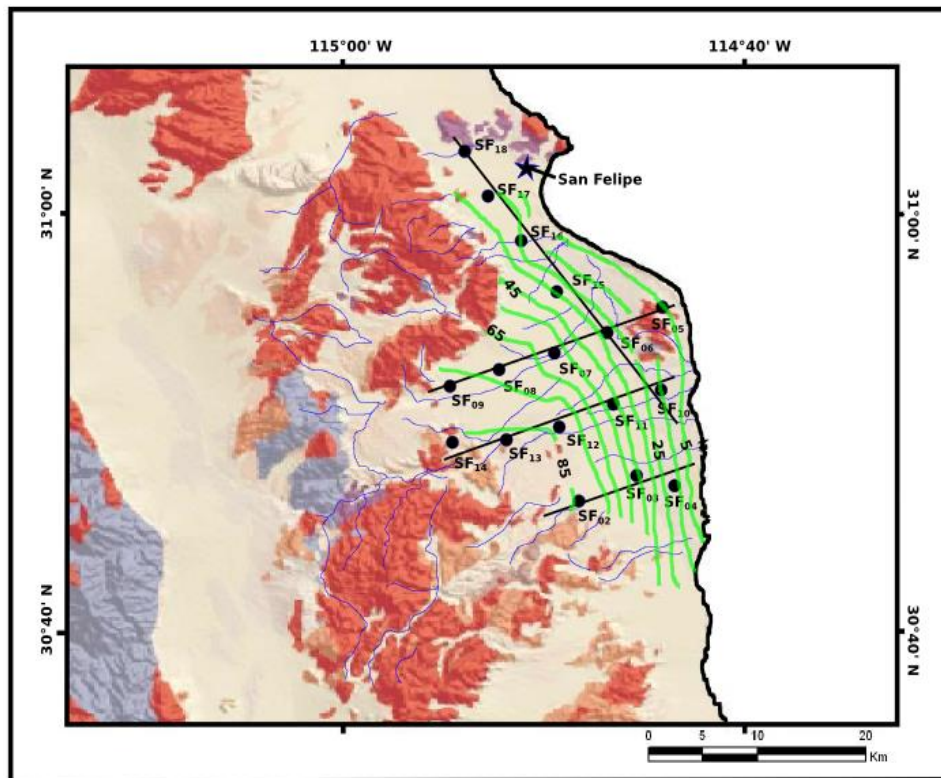 115°00' W
114°40' W
SF18
San Felipe
SF17
31°00' N
31°00' N
SF16
SF15
45
SF05
65
SF06
SF07
SF08
SF09
SF10
SF11
SF12
SF13
SF14
85
25
5
SF03
SF04
SF02
30°40' N
30°40' N
0 5 10 20
Km